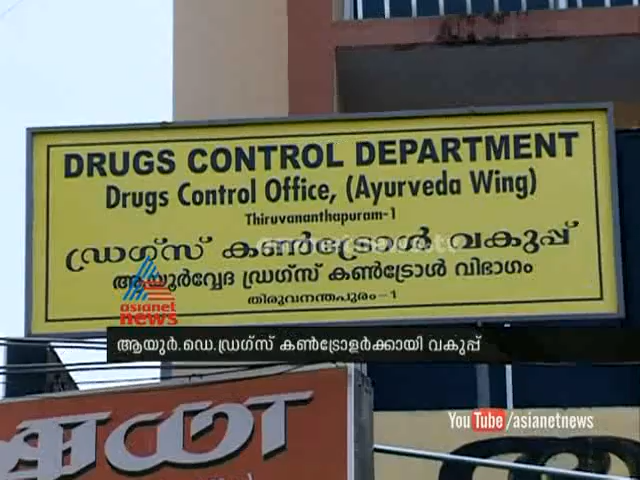 DRUGS CONTROL DEPARTMENT
Drugs Control Office, (Ayurveda Wing)
Thiruvananthapuram-1
ഡ്രഗ്സ് കൺട്രോൾ വകുപ്പ്
ആയൂർവ്വേദ ഡ്രഗ്സ് കൺട്രോൾ വിഭാഗം
തിരുവനന്തപുരം-1
asianet
news
ആയുർ.ഡെ.ഡ്രഗ്സ് കൺട്രോളർക്കായി വകുപ്പ്
YouTube /asianetnews